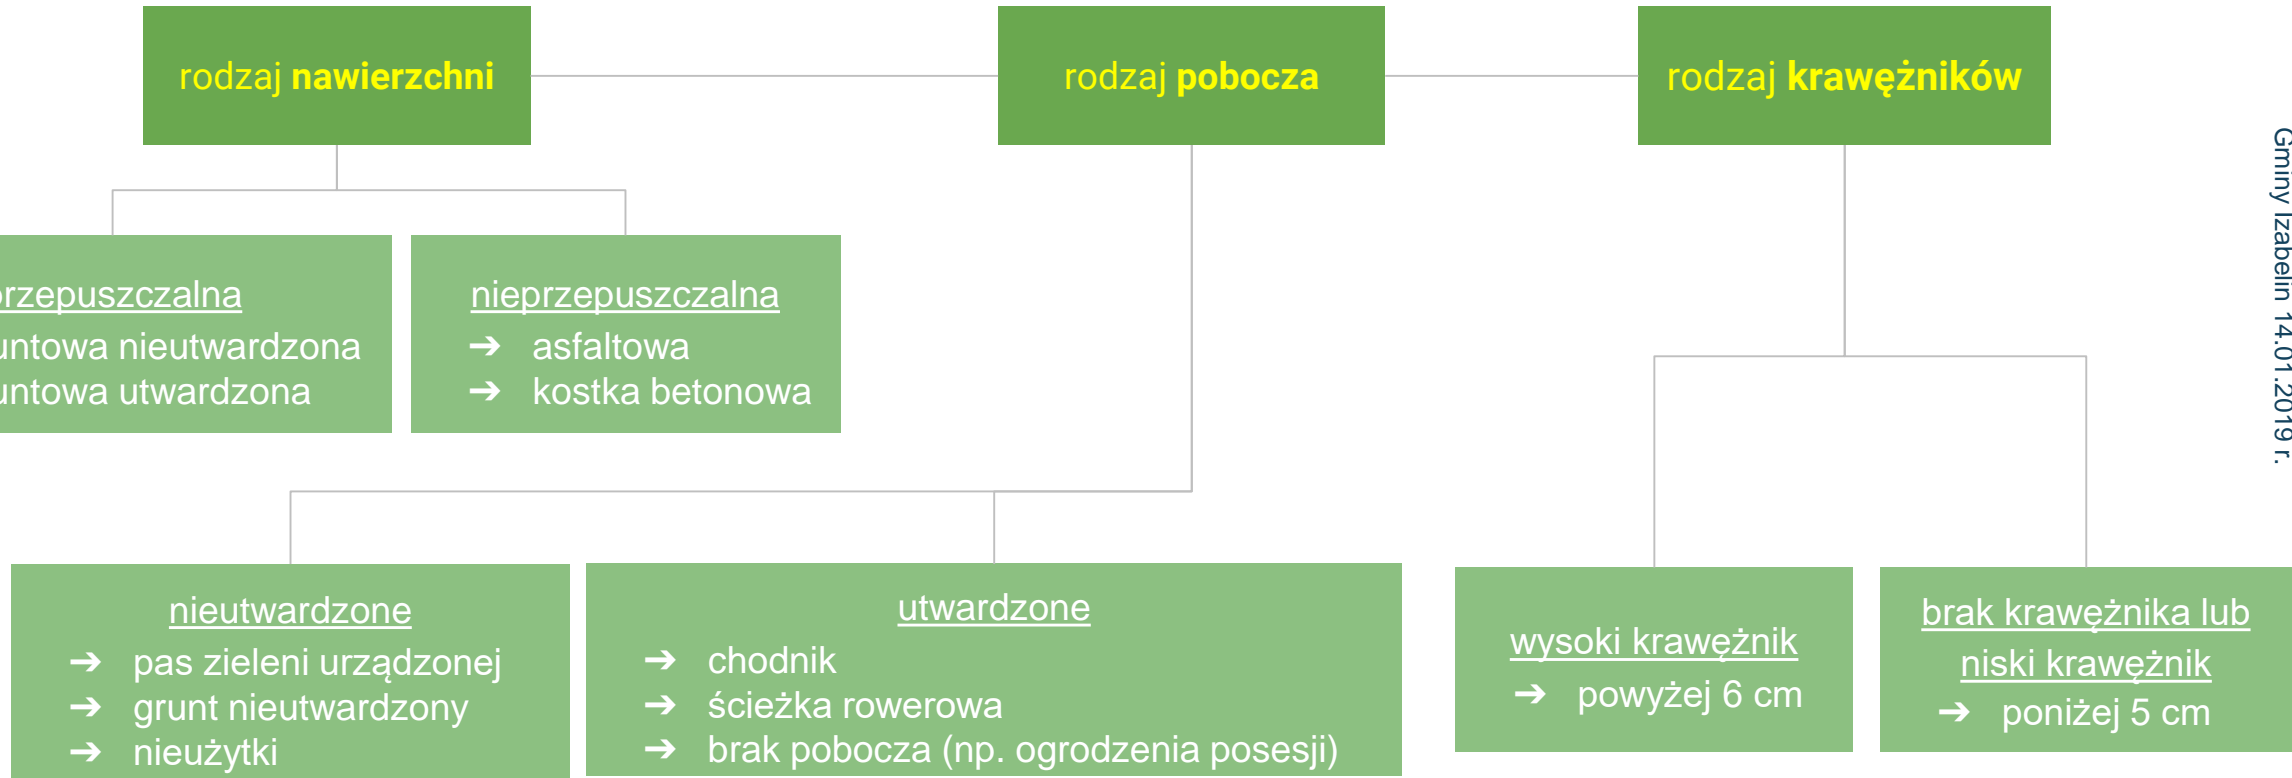 rodzaj nawierzchni
rodzaj pobocza
rodzaj krawężników
przepuszczalna
untowa nieutwardzona
untowa utwardzona
nieprzepuszczalna
➔ asfaltowa
➔ kostka betonowa
nieutwardzone
➔ pas zieleni urządzonej
➔ grunt nieutwardzony
➔ nieużytki
utwardzone
➔ chodnik
➔ ścieżka rowerowa
➔ brak pobocza (np. ogrodzenia posesji)
wysoki krawężnik
➔ powyżej 6 cm
brak krawężnika lub
niski krawężnik
➔ poniżej 5 cm
Gminy Izabelin 14.01.2019 r.